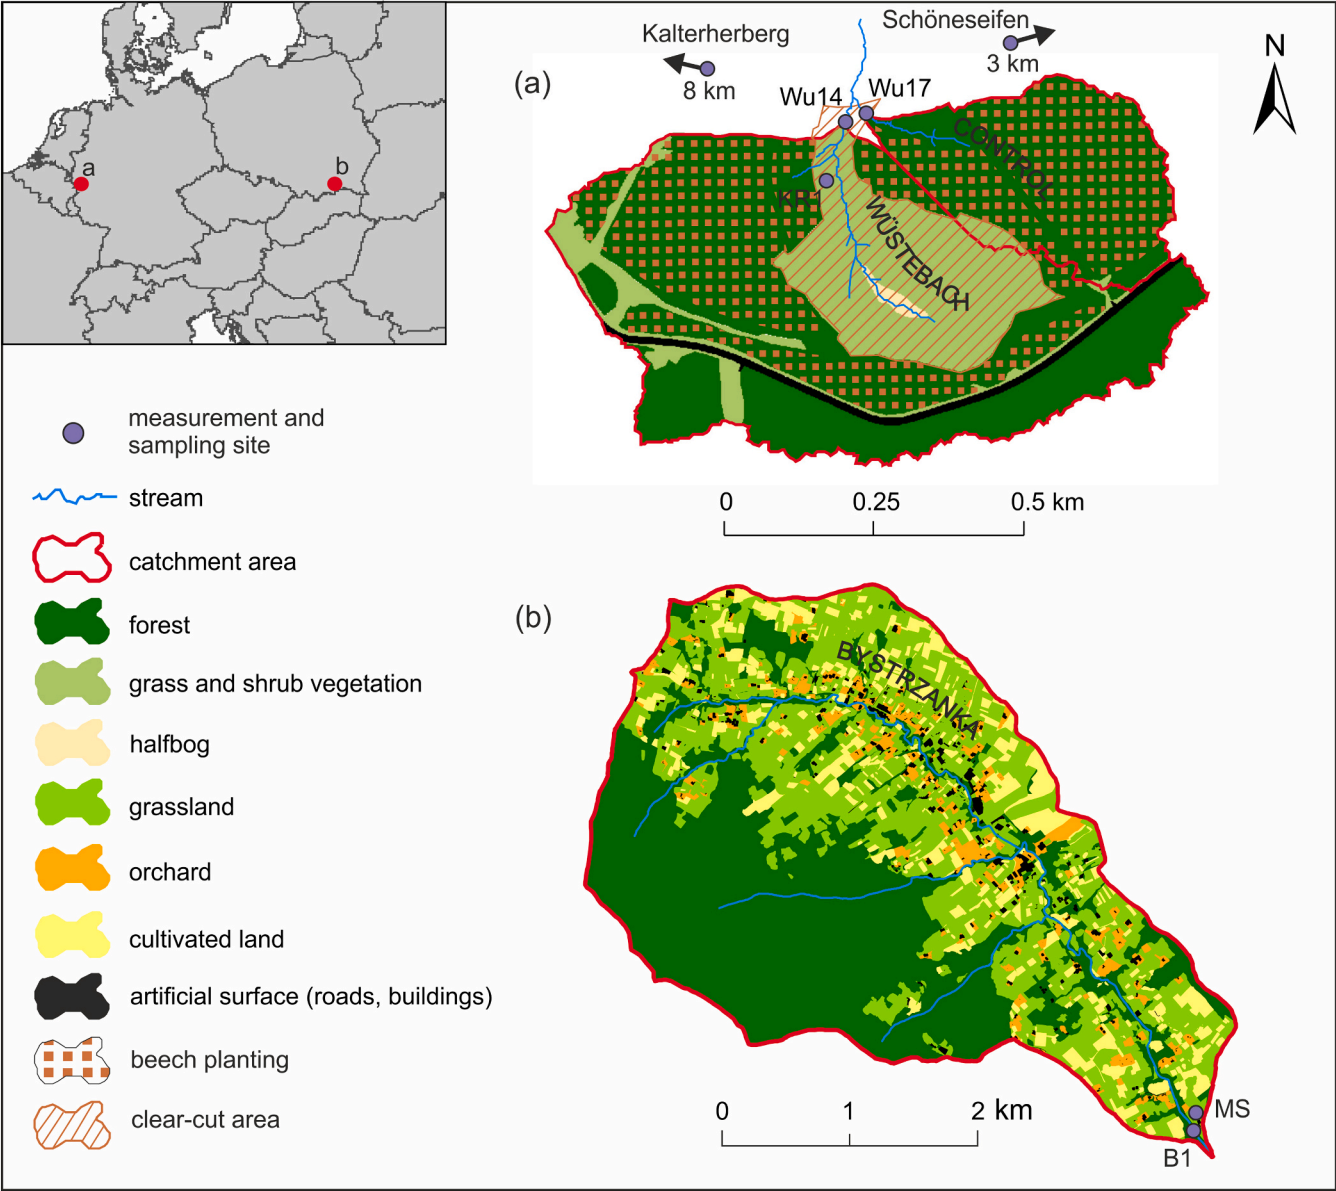 a
b
(a)
Kalterherberg
8 km
Schöneseifen
3 km
N
Wu14
Wu17
CONTROL
KR1
WÜSTEBACH
0 0.25 0.5 km
measurement and
sampling site
stream
catchment area
forest
grass and shrub vegetation
halfbog
grassland
orchard
cultivated land
artificial surface (roads, buildings)
beech planting
clear-cut area
(b)
BYSTRZANKA
MS
B1
0 1 2 km